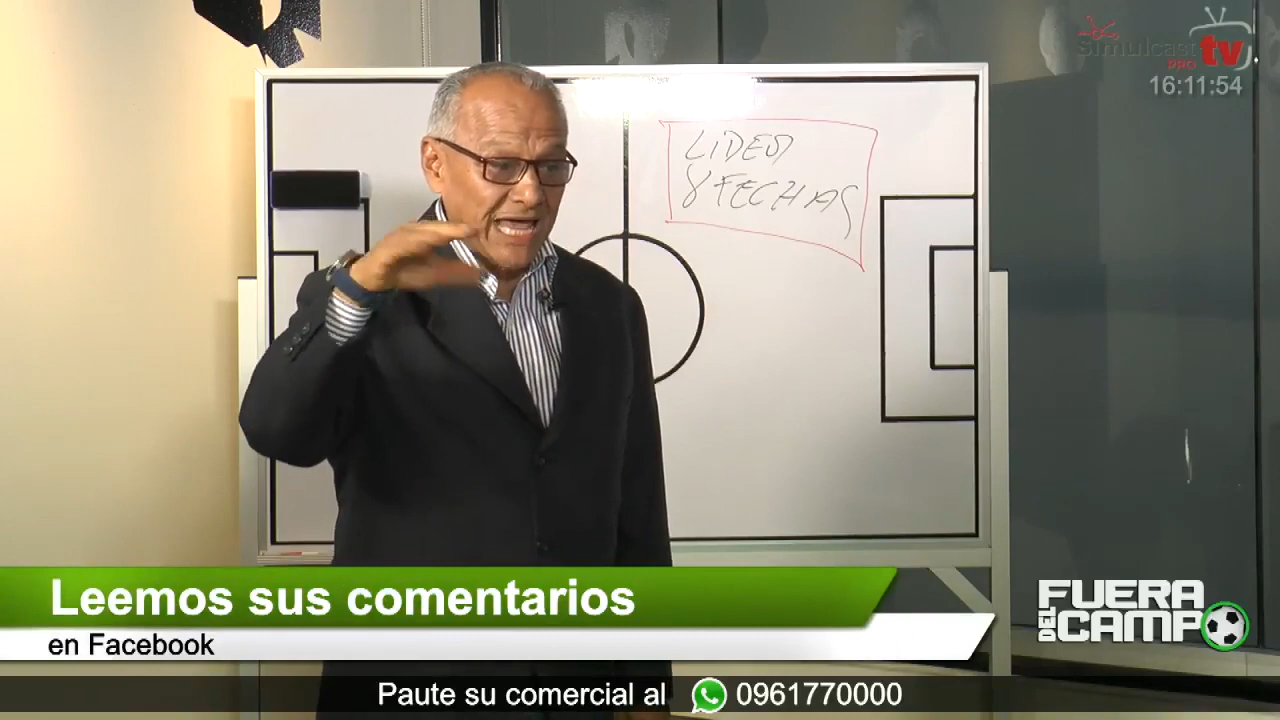 simulcast tv
PRO
16:11:54
LIDER
8 FECHAS
Leemos sus comentarios
en Facebook
FUERA
DEL CAMPO
Paute su comercial al 0961770000